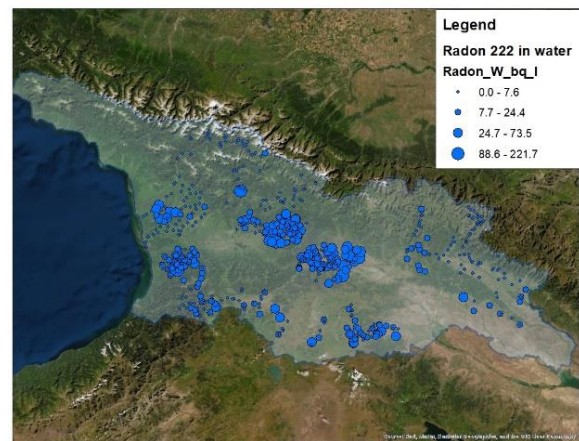 Legend
Radon 222 in water
Radon_W_bq_l
0.0 - 7.6
7.7 - 24.4
24.7 - 73.5
88.6 - 221.7